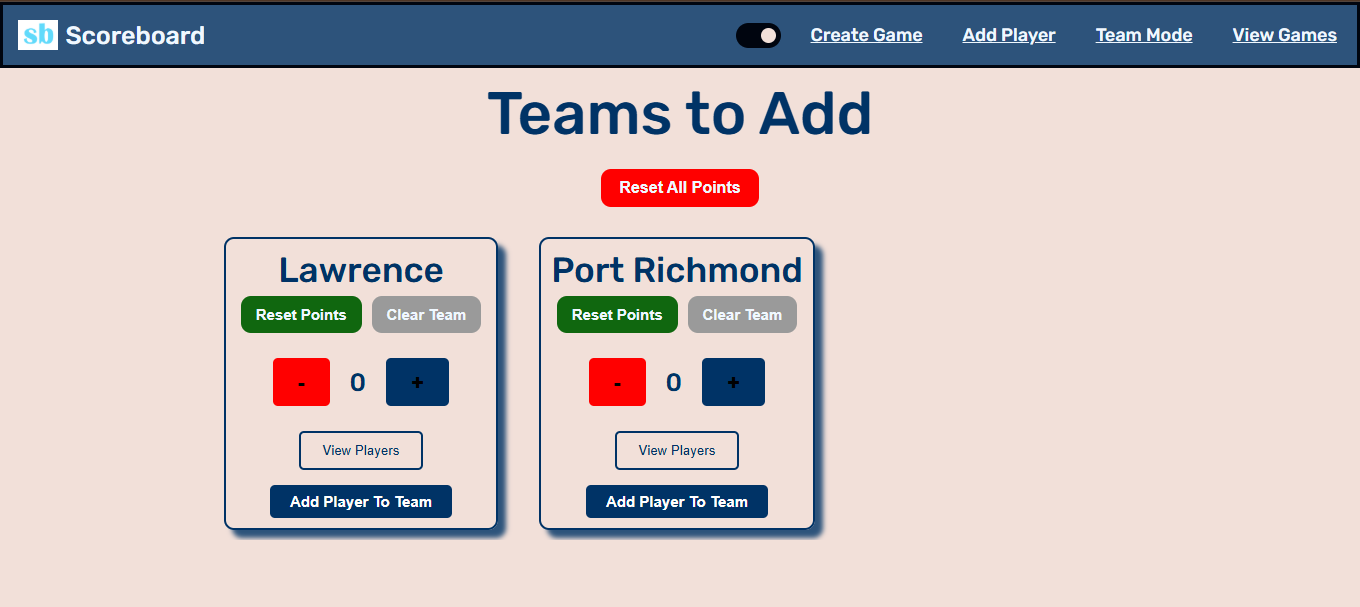 sb Scoreboard
Create Game Add Player Team Mode View Games
Teams to Add
Reset All Points
Lawrence
Reset Points Clear Team
- 0 +
View Players
Add Player To Team
Port Richmond
Reset Points Clear Team
- 0 +
View Players
Add Player To Team